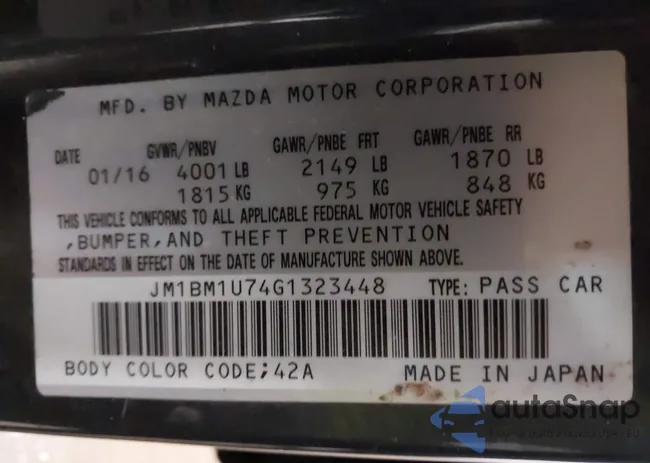 MFD. BY MAZDA MOTOR CORPORATION
DATE GVWR/PNBV GAWR/PNBE FRT GAWR/PNBE RR
01/16 4001 LB 2149 LB 1870 LB
1815 KG 975 KG 848 KG
THIS VEHICLE CONFORMS TO ALL APPLICABLE FEDERAL MOTOR VEHICLE SAFETY
,BUMPER,AND THEFT PREVENTION
STANDARDS IN EFFECT ON THE DATE OF MANUFACTURE SHOWN ABOVE.
JM1BM1U74G1323448 TYPE: PASS CAR
BODY COLOR CODE;42A MADE IN JAPAN
autoSnap